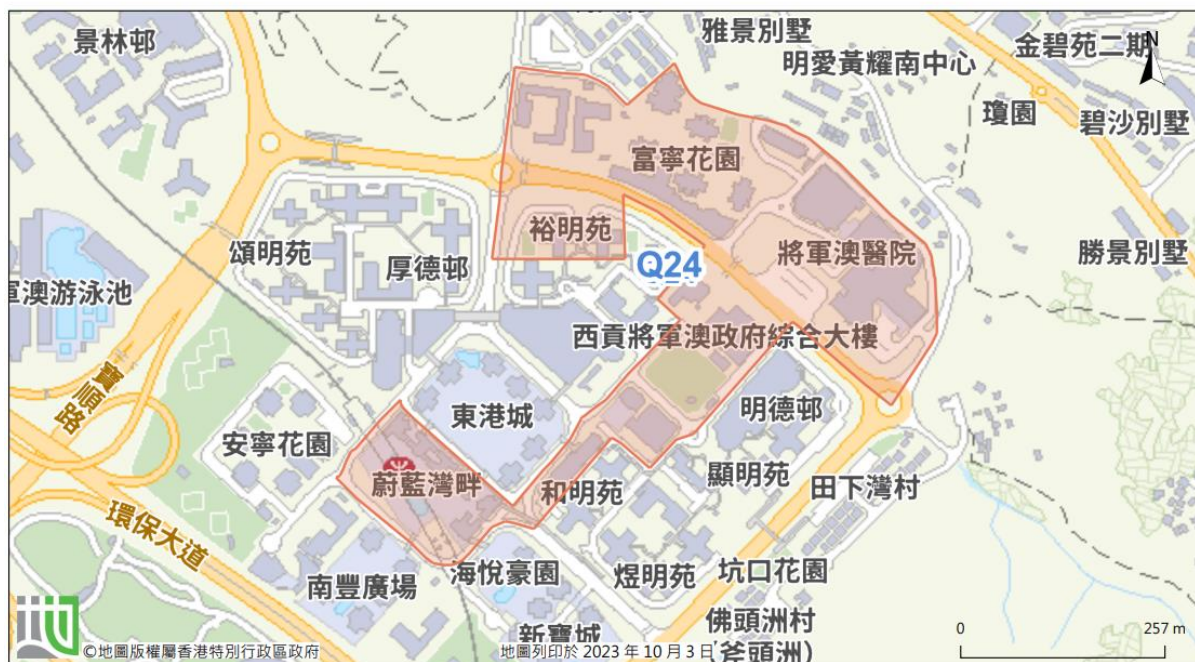 雅景別墅
景林邨
金碧苑二期
N
明愛黃耀南中心
瓊園
碧沙別墅
富寧花園
裕明苑
頌明苑
厚德邨
Q24
將軍澳醫院
勝景別墅
軍澳游泳池
西貢將軍澳政府綜合大樓
寶順路
東港城
明德邨
安寧花園
蔚藍灣畔
和明苑
顯明苑
田下灣村
環保大道
南豐廣場
海悅豪園
煜明苑
坑口花園
佛頭洲村
(斧頭洲)
新寶城
0 257 m
©地圖版權屬香港特別行政區政府
地圖列印於 2023 年 10 月 3 日